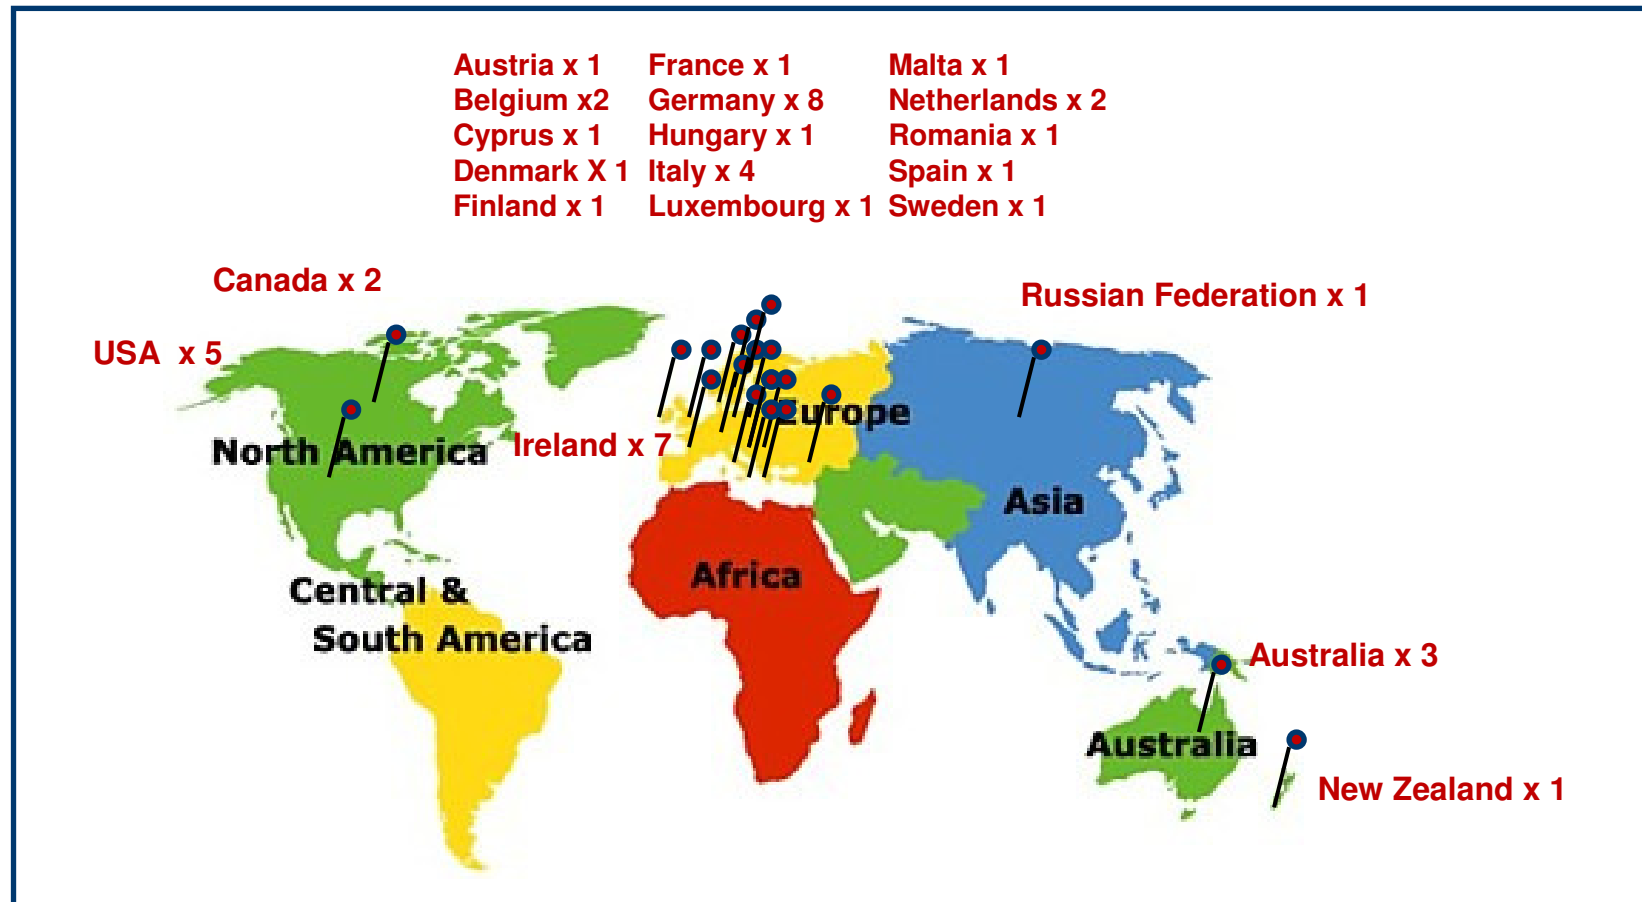 Austria x 1
Belgium x2
Cyprus x 1
Denmark X 1
Finland x 1
France x 1
Germany x 8
Hungary x 1
Italy x 4
Luxembourg x 1
Malta x 1
Netherlands x 2
Romania x 1
Spain x 1
Sweden x 1
Canada x 2
Russian Federation x 1
USA x 5
Europe
Ireland x 7
North America
Asia
Africa
Central &
South America
Australia x 3
Australia
New Zealand x 1